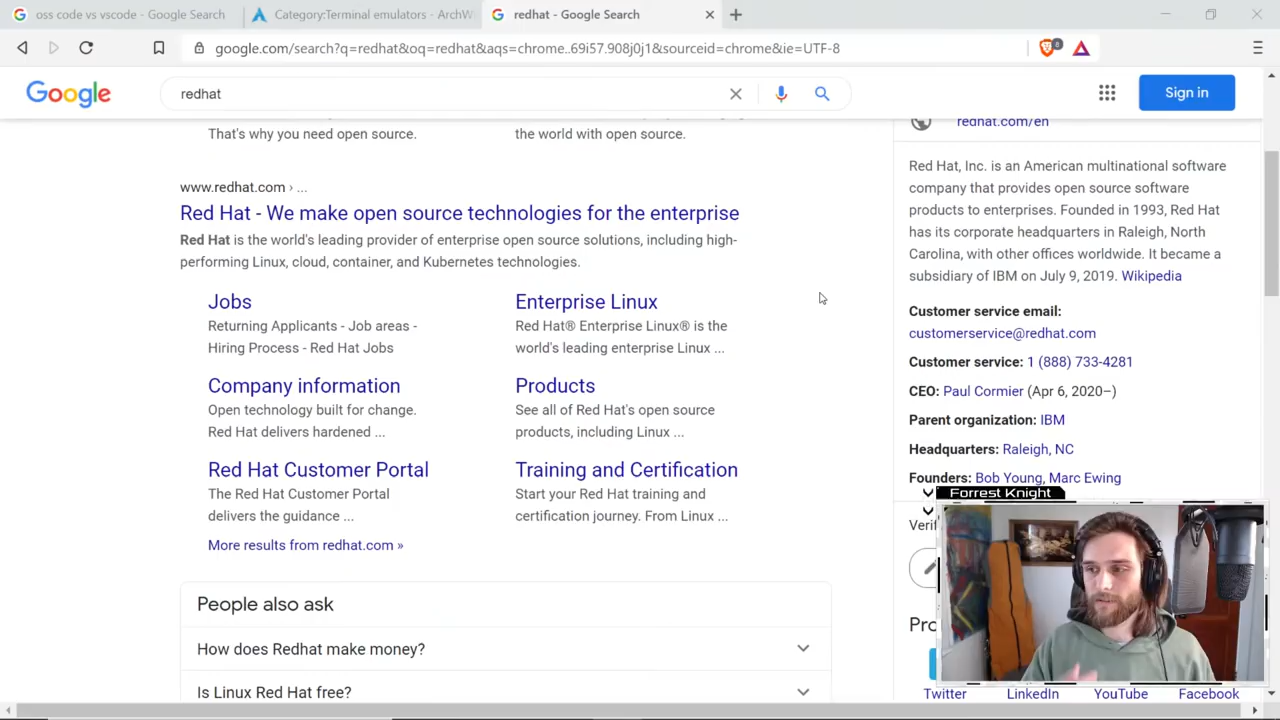 oss code vs vscode - Google Search
Category:Terminal emulators - ArchW
redhat - Google Search
google.com/search?q=redhat&oq=redhat&aqs=chrome..69i57.908j0j1&sourceid=chrome&ie=UTF-8
8
Google
redhat
Sign in
That's why you need open source.
the world with open source.
www.redhat.com › ...
Red Hat - We make open source technologies for the enterprise
Red Hat is the world's leading provider of enterprise open source solutions, including high-
performing Linux, cloud, container, and Kubernetes technologies.
Jobs
Returning Applicants - Job areas -
Hiring Process - Red Hat Jobs
Enterprise Linux
Red Hat® Enterprise Linux® is the
world's leading enterprise Linux ...
Company information
Open technology built for change.
Red Hat delivers hardened ...
Products
See all of Red Hat's open source
products, including Linux ...
Red Hat Customer Portal
The Red Hat Customer Portal
delivers the guidance ...
Training and Certification
Start your Red Hat training and
certification journey. From Linux ...
More results from redhat.com »
People also ask
How does Redhat make money?
Is Linux Red Hat free?
redhat.com/en
Red Hat, Inc. is an American multinational software
company that provides open source software
products to enterprises. Founded in 1993, Red Hat
has its corporate headquarters in Raleigh, North
Carolina, with other offices worldwide. It became a
subsidiary of IBM on July 9, 2019. Wikipedia
Customer service email:
customerservice@redhat.com
Customer service: 1 (888) 733-4281
CEO: Paul Cormier (Apr 6, 2020–)
Parent organization: IBM
Headquarters: Raleigh, NC
Founders: Bob Young, Marc Ewing
Forrest Knight
Verif
Pro
Twitter
LinkedIn
YouTube
Facebook